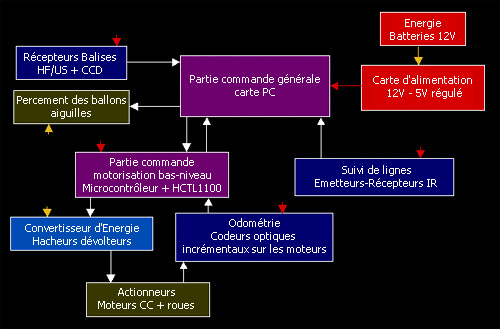 Energie
Batteries 12V
Récepteurs Balises
HF/US + CCD
Partie commande générale
carte PC
Carte d'alimentation
12V - 5V régulé
Percement des ballons
aiguilles
Partie commande
motorisation bas-niveau
Microcontrôleur + HCTL1100
Suivi de lignes
Emetteurs-Récepteurs IR
Convertisseur d'Energie
Hacheurs dévolteurs
Odométrie
Codeurs optiques
incrémentaux sur les moteurs
Actionneurs
Moteurs CC + roues